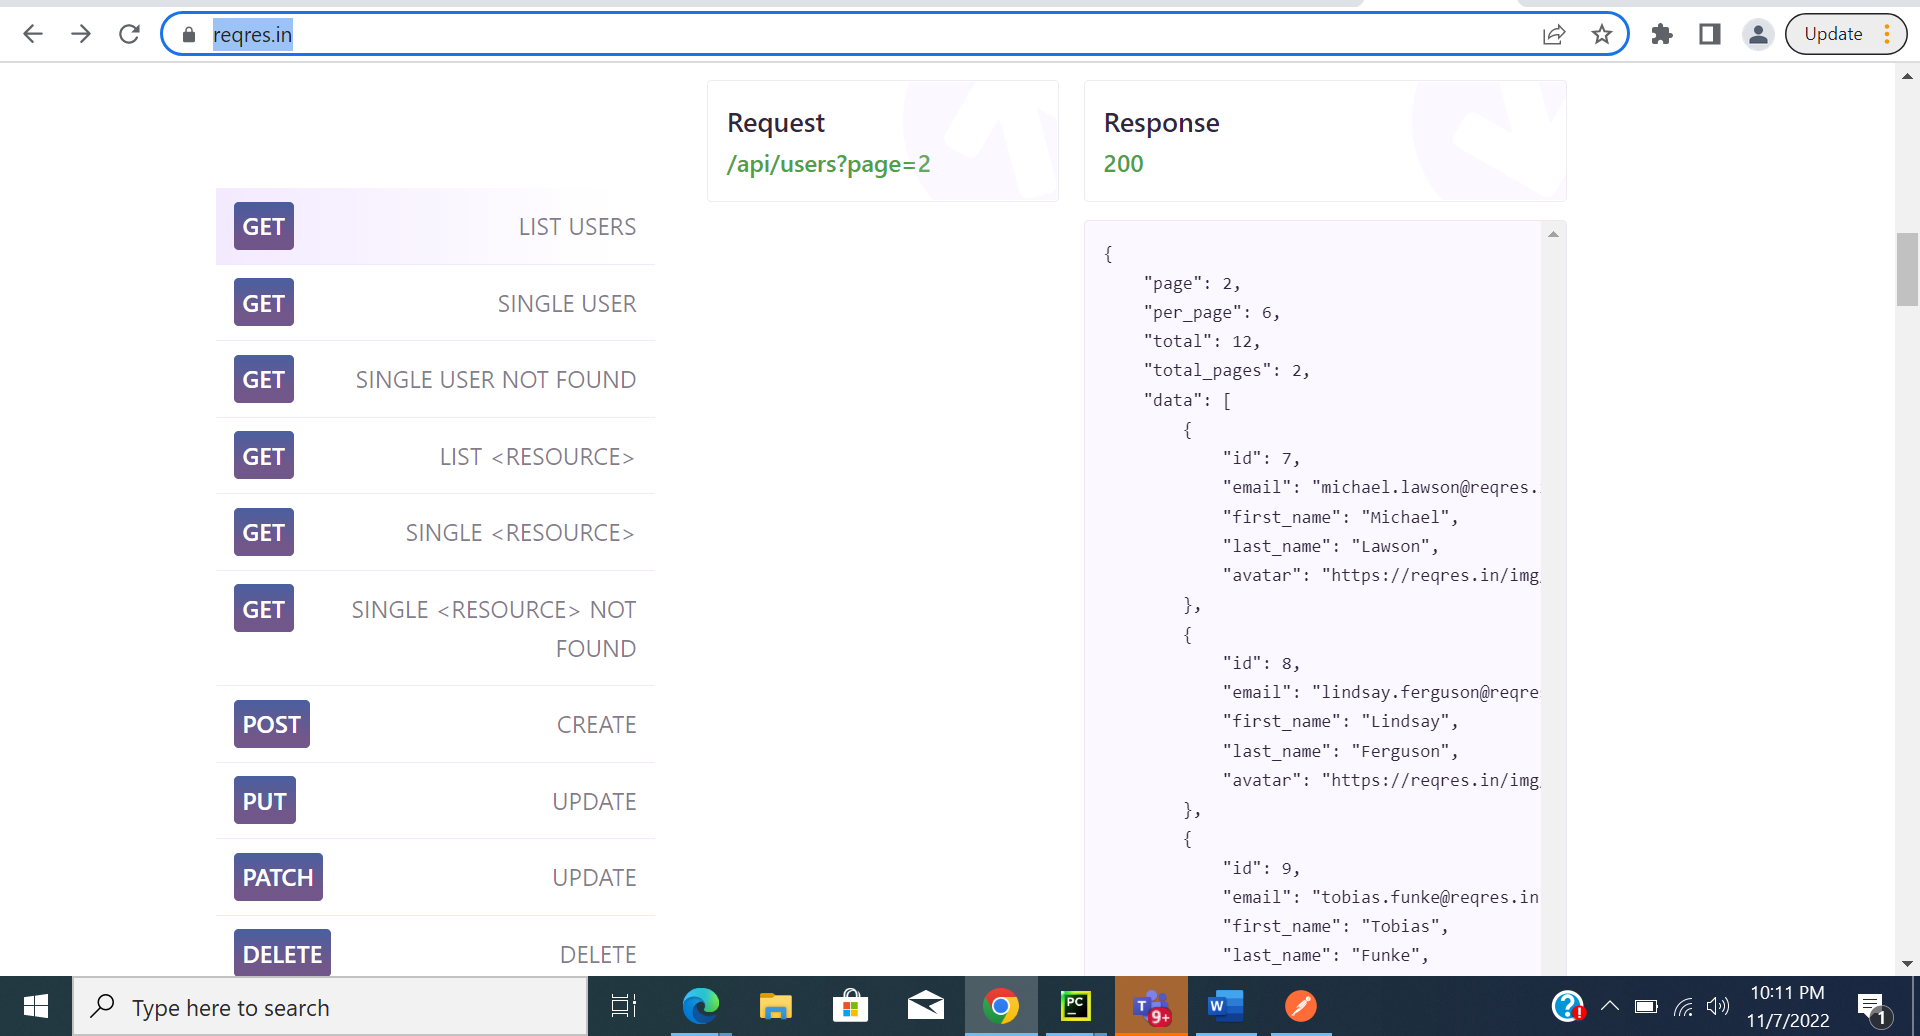 reqres.in
Update
Request
/api/users?page=2
Response
200
GET LIST USERS
GET SINGLE USER
GET SINGLE USER NOT FOUND
GET LIST <RESOURCE>
GET SINGLE <RESOURCE>
GET SINGLE <RESOURCE> NOT
FOUND
POST CREATE
PUT UPDATE
PATCH UPDATE
DELETE DELETE
{
"page": 2,
"per_page": 6,
"total": 12,
"total_pages": 2,
"data": [
{
"id": 7,
"email": "michael.lawson@reqres.
"first_name": "Michael",
"last_name": "Lawson",
"avatar": "https://reqres.in/img
},
{
"id": 8,
"email": "lindsay.ferguson@reqre
"first_name": "Lindsay",
"last_name": "Ferguson",
"avatar": "https://reqres.in/img
},
{
"id": 9,
"email": "tobias.funke@reqres.in
"first_name": "Tobias",
"last_name": "Funke",
Type here to search
PC
T
9+
W
10:11 PM
11/7/2022
1